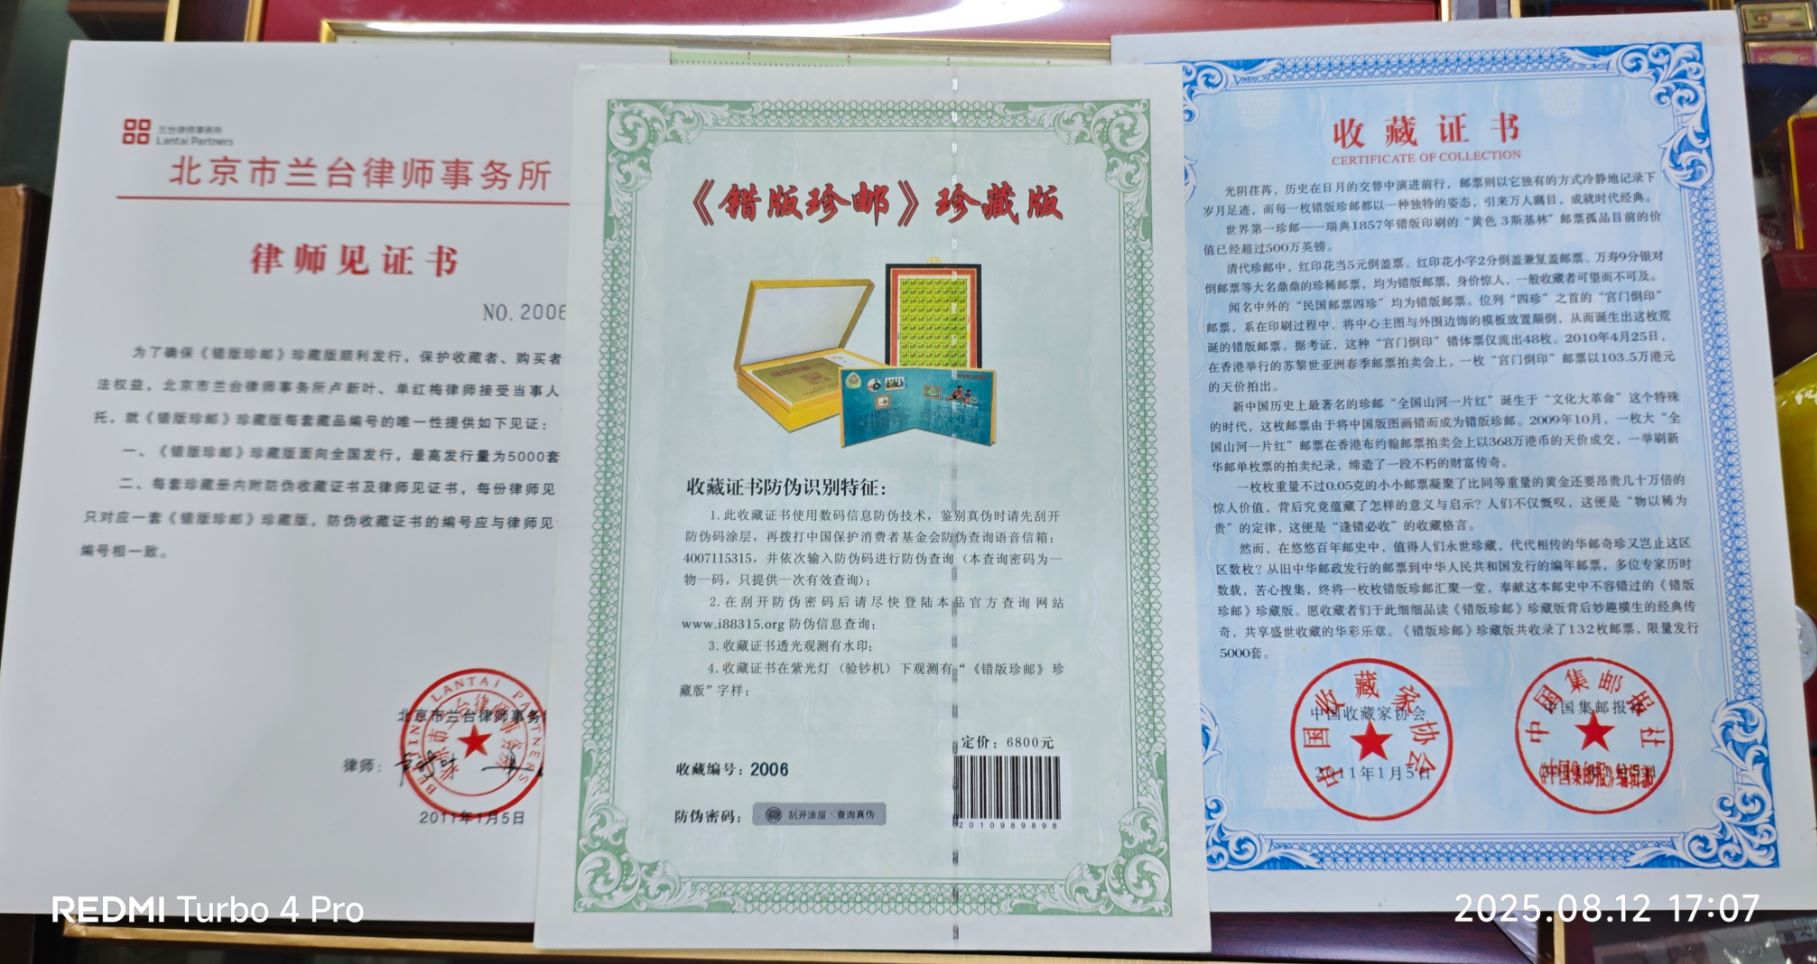 兰台律师事务所
Lantai Partners
北京市兰台律师事务所
律师见证书
NO.2006
为了确保《错版珍邮》珍藏版顺利发行，保护收藏者、购买者
法权益，北京市兰台律师事务所卢新叶、单红梅律师接受当事人
托，就《错版珍邮》珍藏版每套藏品编号的唯一性提供如下见证：
一、《错版珍邮》珍藏版面向全国发行，最高发行量为5000套
二、每套珍藏册内附防伪收藏证书及律师见证书，每份律师见
只对应一套《错版珍邮》珍藏版，防伪收藏证书的编号应与律师见
编号相一致。
北京市兰台律师事务
律师：
2011年1月5日
《错版珍邮》珍藏版
收藏证书防伪识别特征：
1.此收藏证书使用数码信息防伪技术，鉴别真伪时请先刮开
防伪码涂层，再拨打中国保护消费者基金会防伪查询语音信箱：
4007115315，并依次输入防伪码进行防伪查询（本查询密码为一
物一码，只提供一次有效查询）；
2.在刮开防伪密码后请尽快登陆本品官方查询网站
www.i88315.org 防伪信息查询；
3.收藏证书透光观测有水印；
4.收藏证书在紫光灯（验钞机）下观测有“《错版珍邮》珍
藏版”字样；
定价：6800元
收藏编号：2006
防伪密码：
刮开涂层 查询真伪
2010989898
收藏证书
CERTIFICATE OF COLLECTION
光阴荏苒，历史在日月的交替中演进前行，邮票则以它独有的方式冷静地记录下
岁月足迹，而每一枚错版珍邮都以一种独特的姿态，引来万人瞩目，成就时代经典。
世界第一珍邮——瑞典1857年错版印刷的“黄色 3斯基林”邮票孤品目前的价
值已经超过500万英镑。
清代珍邮中，红印花当5元倒盖票、红印花小字2分倒盖兼复盖邮票、万寿9分银对
倒邮票等大名鼎鼎的珍稀邮票，均为错版邮票，身价惊人，一般收藏者可望而不可及。
闻名中外的“民国邮票四珍”均为错版邮票。位列“四珍”之首的“宫门倒印”
邮票，系在印刷过程中，将中心主图与外围边饰的模板放置颠倒，从而诞生出这枚荒
诞的错版邮票。据考证，这种“宫门倒印”错体票仅流出48枚。2010年4月25日，
在香港举行的苏黎世亚洲春季邮票拍卖会上，一枚“宫门倒印”邮票以103.5万港元
的天价拍出。
新中国历史上最著名的珍邮“全国山河一片红”诞生于“文化大革命”这个特殊
的时代，这枚邮票由于将中国版图画错而成为错版珍邮。2009年10月，一枚大“全
国山河一片红”邮票在香港布约翰邮票拍卖会上以368万港币的天价成交，一举刷新
华邮单枚票的拍卖纪录，缔造了一段不朽的财富传奇。
一枚枚重量不过0.05克的小小邮票凝聚了比同等重量的黄金还要昂贵几十万倍的
惊人价值，背后究竟蕴藏了怎样的意义与启示？人们不仅慨叹，这便是“物以稀为
贵”的定律，这便是“逢错必收”的收藏格言。
然而，在悠悠百年邮史中，值得人们永世珍藏，代代相传的华邮奇珍又岂止这区
区数枚？从旧中华邮政发行的邮票到中华人民共和国发行的编年邮票，多位专家历时
数载，苦心搜集，终将一枚枚错版珍邮汇聚一堂，奉献这本邮史中不容错过的《错版
珍邮》珍藏版。愿收藏者们于此细细品读《错版珍邮》珍藏版背后妙趣横生的经典传
奇，共享盛世收藏的华彩乐章。《错版珍邮》珍藏版共收录了132枚邮票，限量发行
5000套。
中国收藏家协会
中国收藏家协会
2011年1月5日
中国集邮报社
中国集邮报社
REDMI Turbo 4 Pro
2025.08.12 17:07